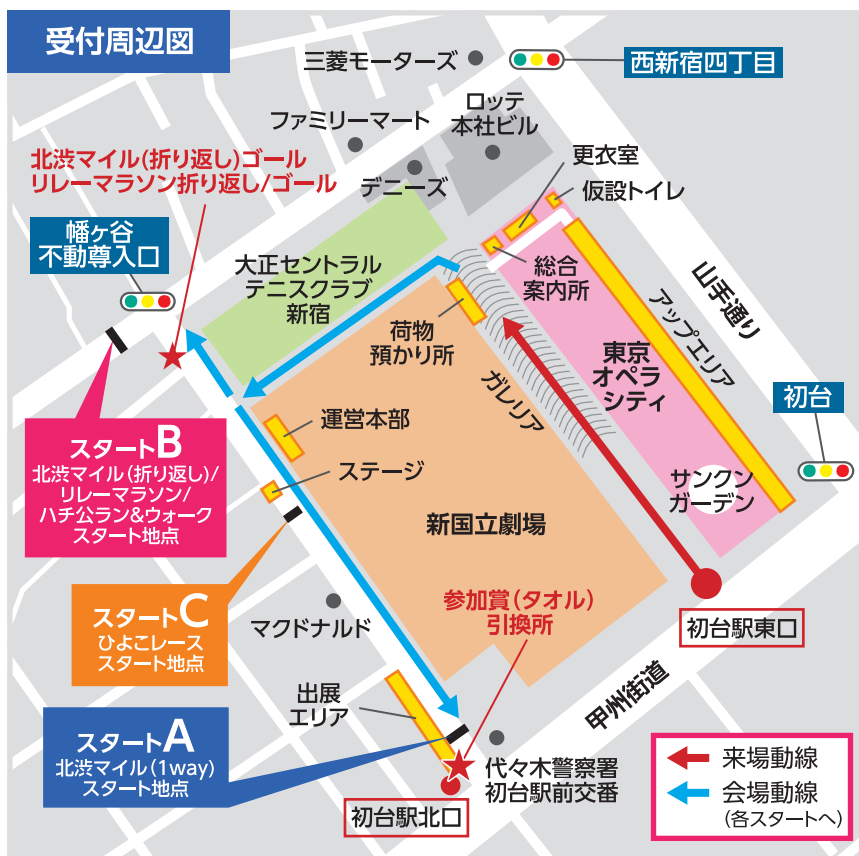 受付周辺図
三菱モーターズ
西新宿四丁目
ロッテ
本社ビル
ファミリーマート
更衣室
北渋マイル(折り返し)ゴール
リレーマラソン折り返し/ゴール
デニーズ
仮設トイレ
幡ヶ谷
不動尊入口
大正セントラル
テニスクラブ
新宿
総合
案内所
山手通り
アップエリア
荷物
預かり所
東京
オペラ
シティ
ガレリア
初台
運営本部
スタートB
北渋マイル(折り返し)/
リレーマラソン/
ハチ公ラン&ウォーク
スタート地点
ステージ
サンクン
ガーデン
新国立劇場
スタートC
ひよこレース
スタート地点
マクドナルド
参加賞(タオル)
引換所
初台駅東口
出展
エリア
甲州街道
スタートA
北渋マイル(1way)
スタート地点
代々木警察署
初台駅前交番
初台駅北口
来場動線
会場動線
(各スタートへ)